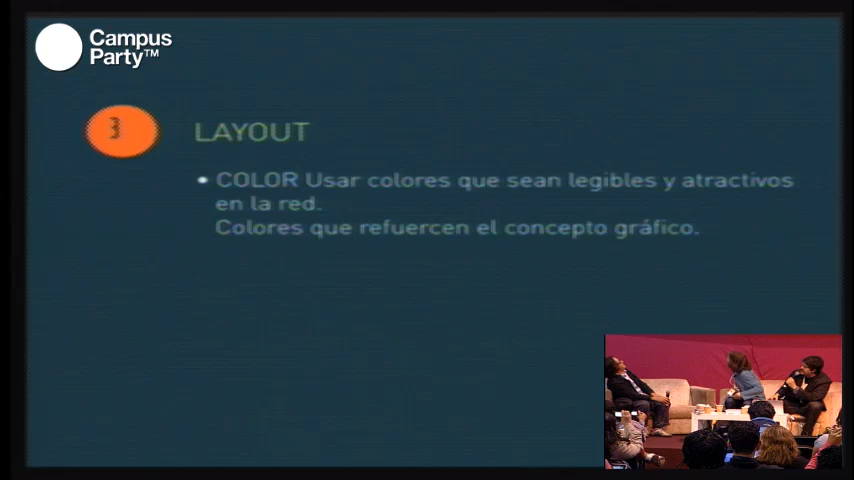 Campus
Party™
3
LAYOUT
• COLOR Usar colores que sean legibles y atractivos
en la red.
Colores que refuercen el concepto gráfico.